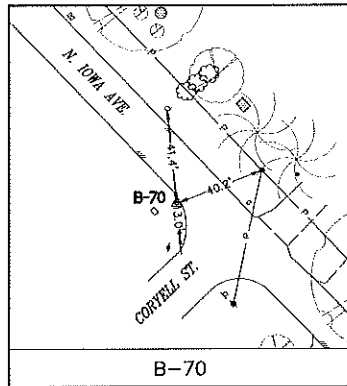 N. IOWA AVE.
41.4'
40.2'
B-70
3.0'
CORYELL ST.
B-70